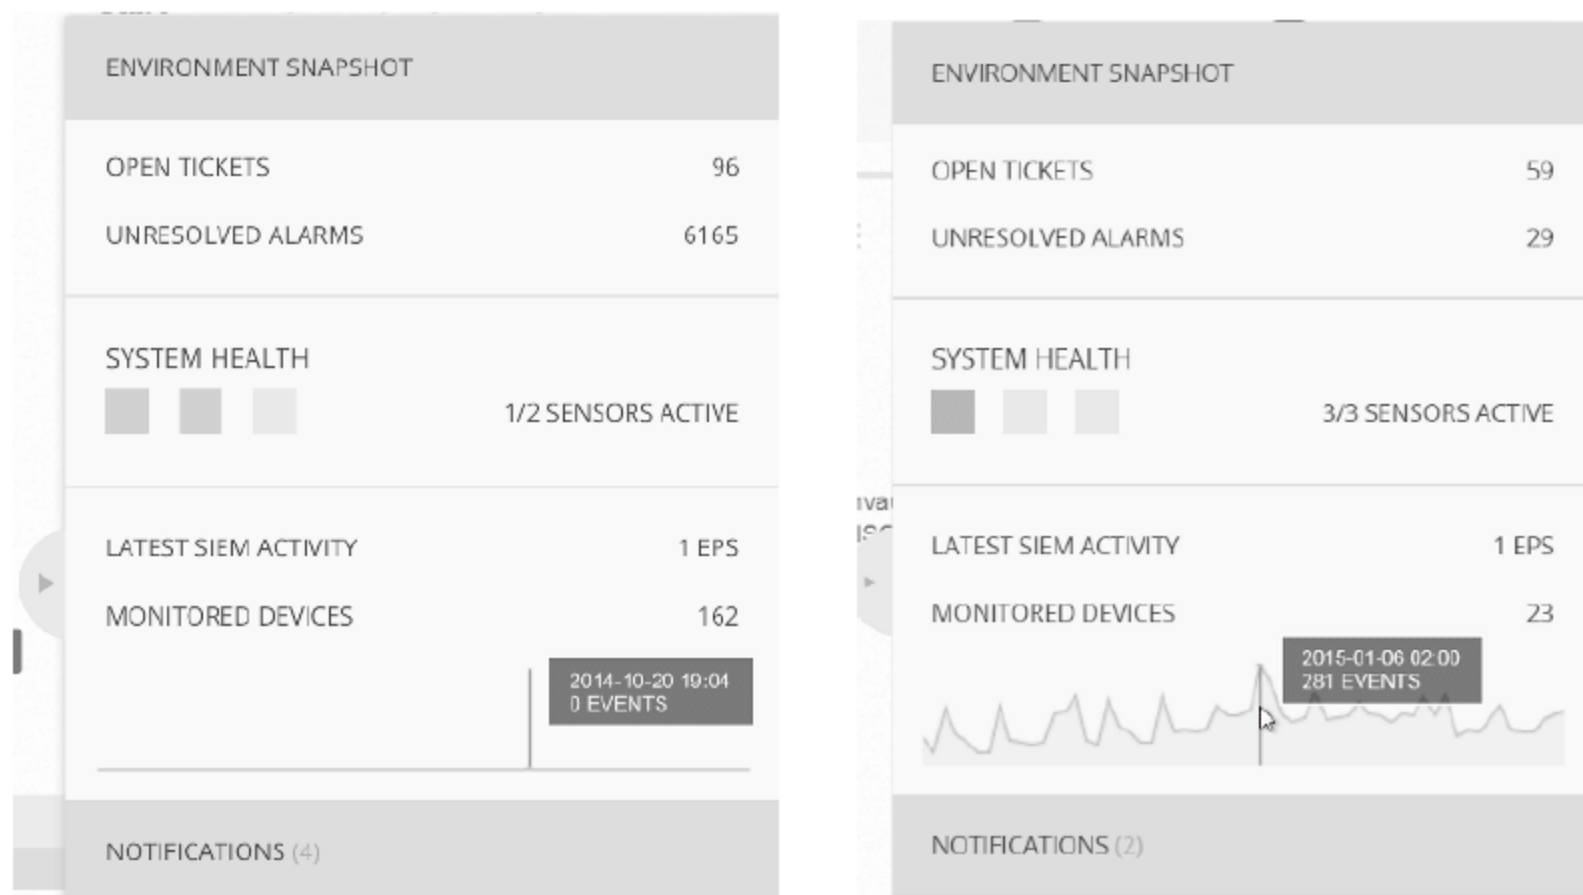 ENVIRONMENT SNAPSHOT
OPEN TICKETS 96
UNRESOLVED ALARMS 6165
SYSTEM HEALTH
1/2 SENSORS ACTIVE
LATEST SIEM ACTIVITY 1 EPS
MONITORED DEVICES 162
2014-10-20 19:04
0 EVENTS
NOTIFICATIONS (4)
ENVIRONMENT SNAPSHOT
OPEN TICKETS 59
UNRESOLVED ALARMS 29
SYSTEM HEALTH
3/3 SENSORS ACTIVE
LATEST SIEM ACTIVITY 1 EPS
MONITORED DEVICES 23
2015-01-06 02:00
281 EVENTS
NOTIFICATIONS (2)